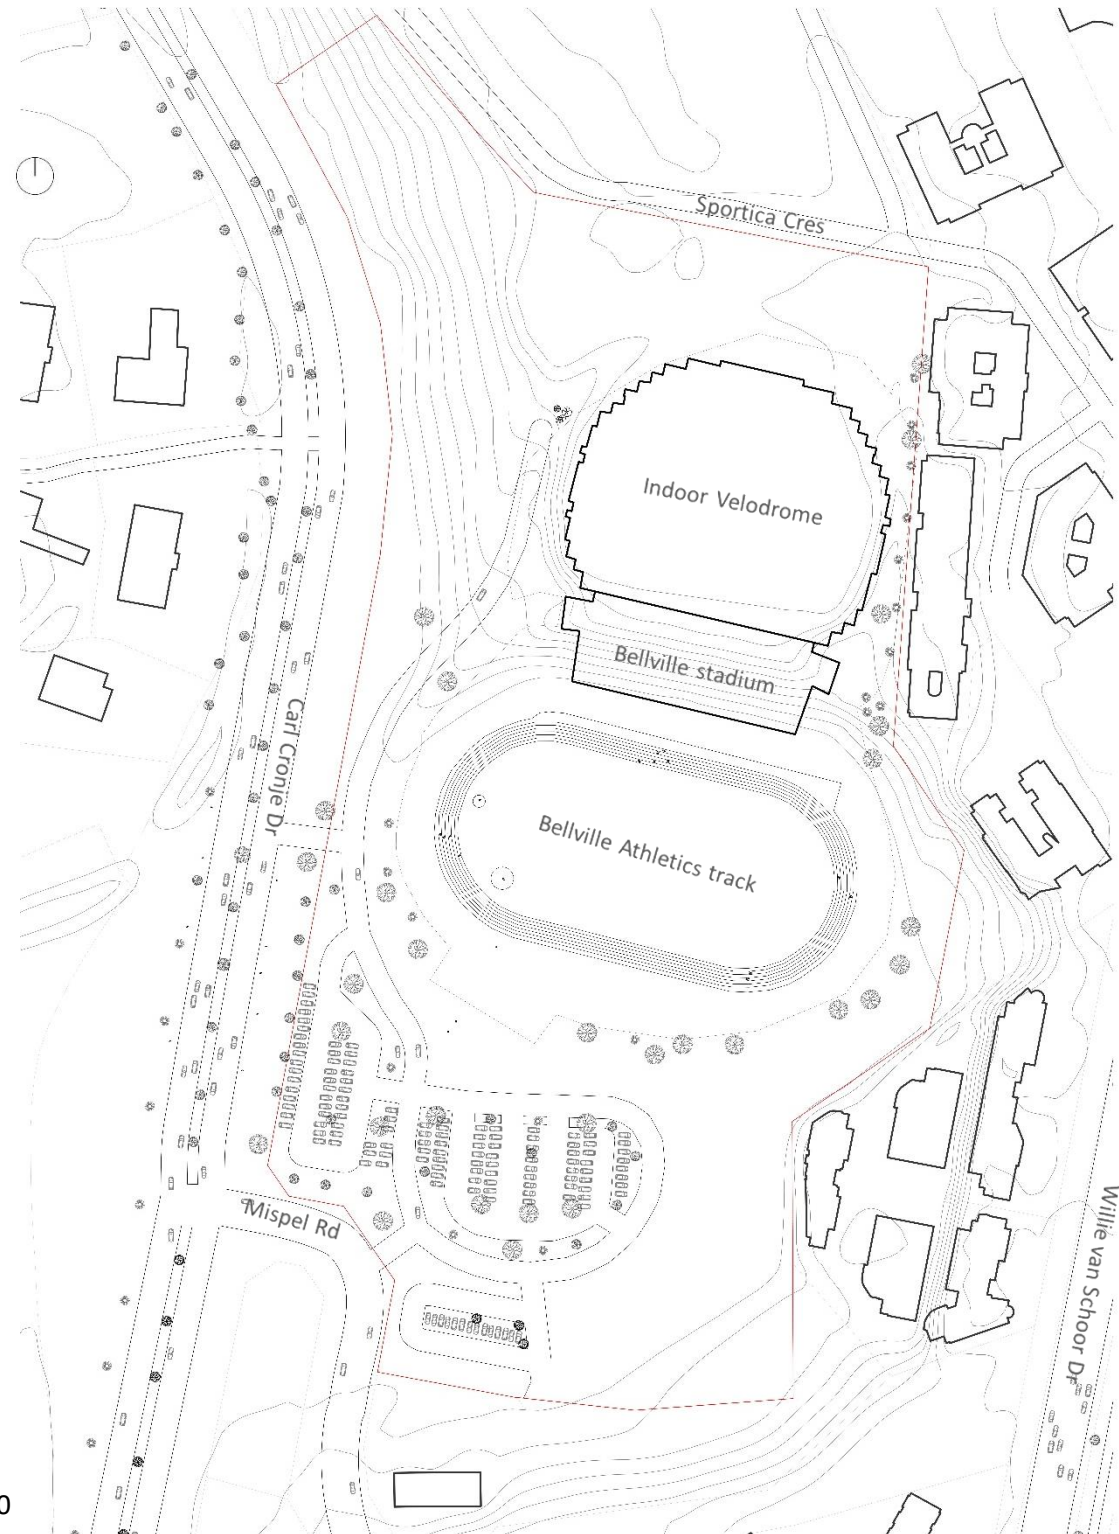 Sportica Cres
Indoor Velodrome
Bellville stadium
Carl Cronje Dr
Bellville Athletics track
Mispel Rd
Willie van Schoor Dr
0